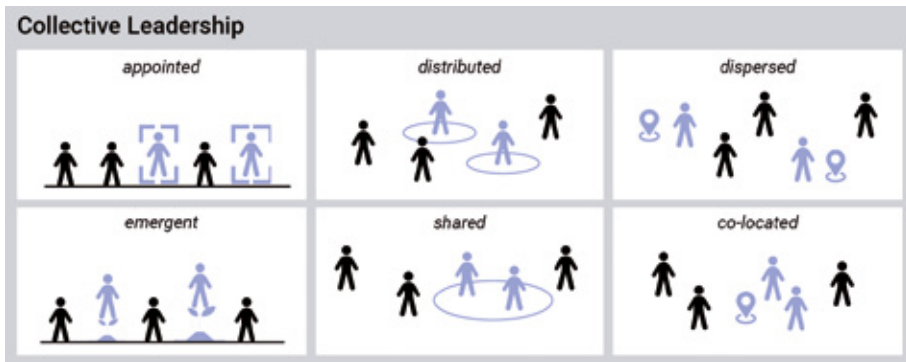 Collective Leadership
appointed
distributed
dispersed
emergent
shared
co-located